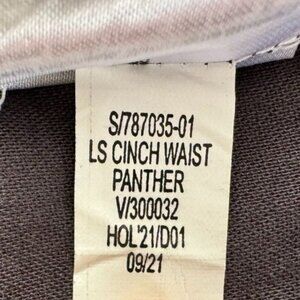 S/787035-01
LS CINCH WAIST
PANTHER
V/300032
HOL'21/D01
09/21